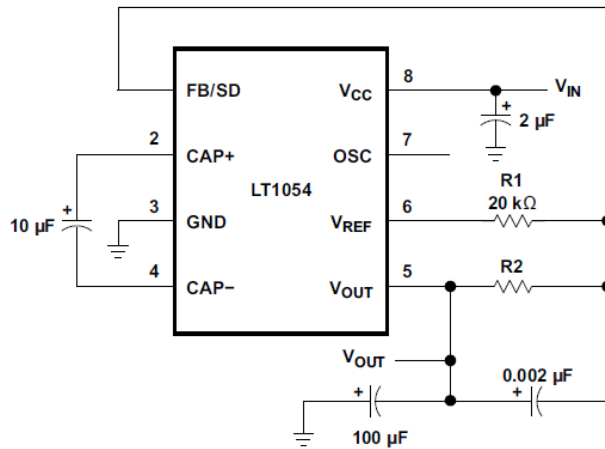 FB/SD
VCC
8
VIN
+
2 µF
2
CAP+
7
OSC
LT1054
R1
20 kΩ
10 µF
+
3
GND
6
VREF
4
CAP−
5
VOUT
R2
VOUT
0.002 µF
+
+
100 µF